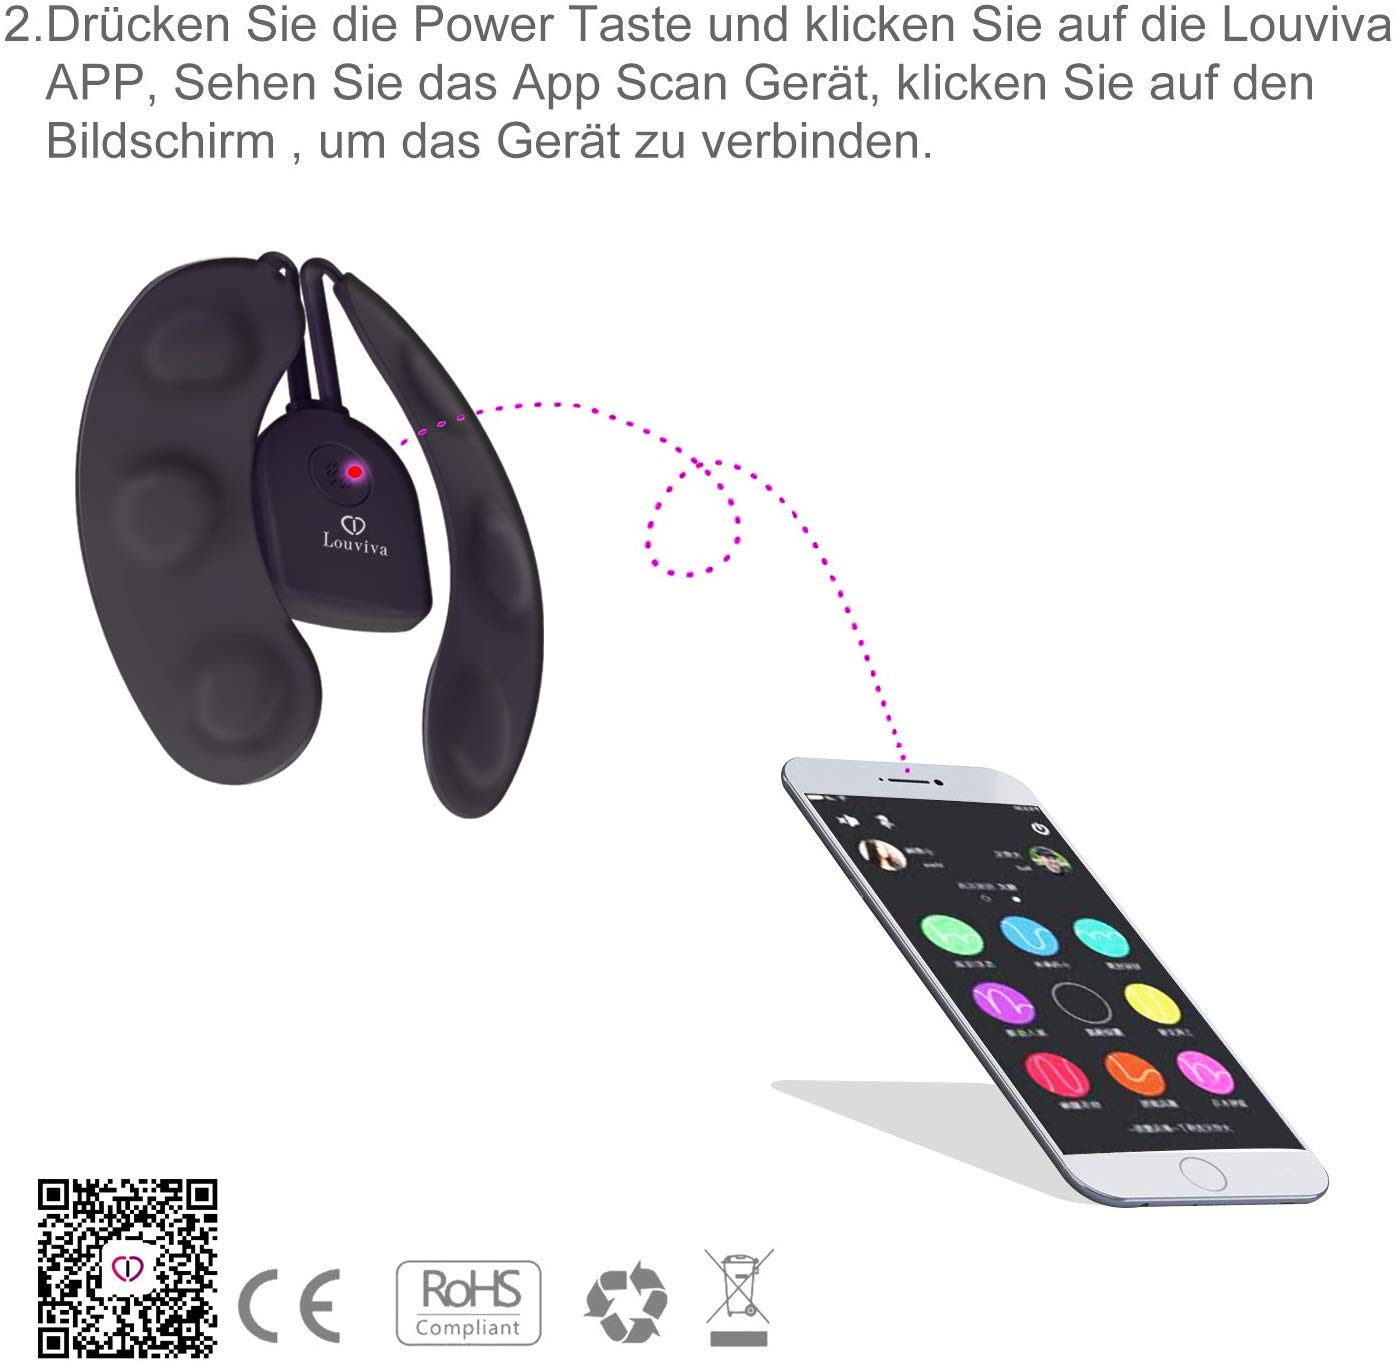 2.Drücken Sie die Power Taste und klicken Sie auf die Louviva
APP, Sehen Sie das App Scan Gerät, klicken Sie auf den
Bildschirm , um das Gerät zu verbinden.
Louviva
CE
RoHS
Compliant